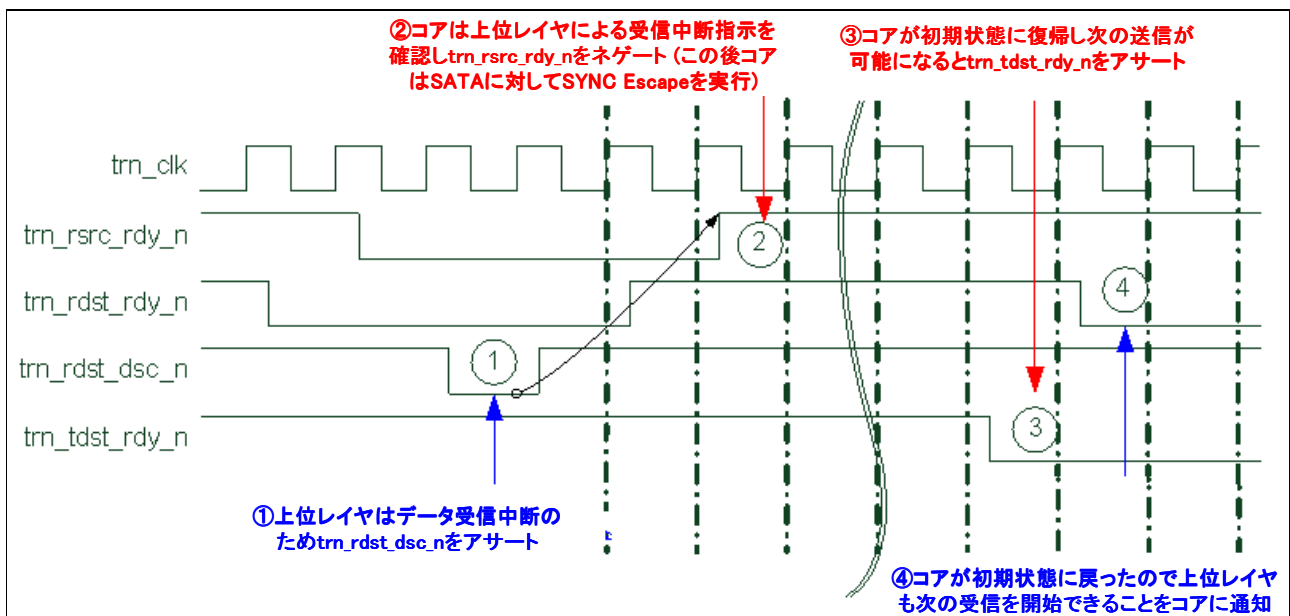 ②コアは上位レイヤによる受信中断指示を
確認しtrn_rsrc_rdy_nをネゲート (この後コア
はSATAに対してSYNC Escapeを実行)
③コアが初期状態に復帰し次の送信が
可能になるとtrn_tdst_rdy_nをアサート
trn_clk
trn_rsrc_rdy_n
②
trn_rdst_rdy_n
④
trn_rdst_dsc_n
①
trn_tdst_rdy_n
③
①上位レイヤはデータ受信中断の
ためtrn_rdst_dsc_nをアサート
④コアが初期状態に戻ったので上位レイヤ
も次の受信を開始できることをコアに通知